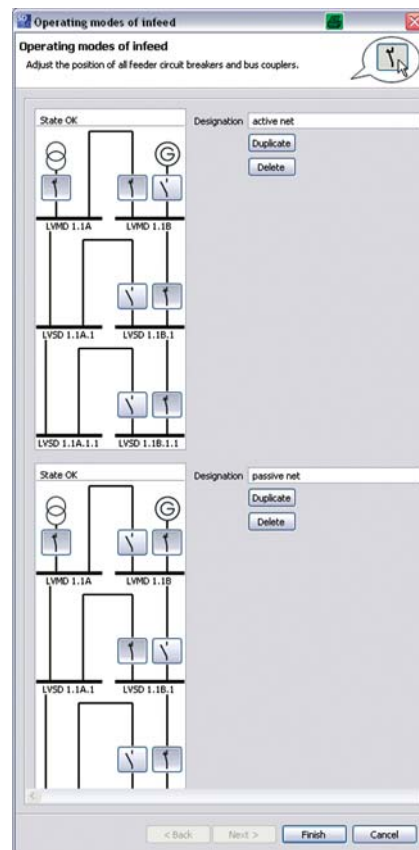 Operating modes of infeed
Operating modes of infeed
Adjust the position of all feeder circuit breakers and bus couplers.
State OK
Designation active net
Duplicate
Delete
G
LVMD 1.1A LVMD 1.1B
LVSD 1.1A.1 LVSD 1.1B.1
LVSD 1.1A.1.1 LVSD 1.1B.1.1
State OK
Designation passive net
Duplicate
Delete
G
LVMD 1.1A LVMD 1.1B
LVSD 1.1A.1 LVSD 1.1B.1
< Back Next > Finish Cancel